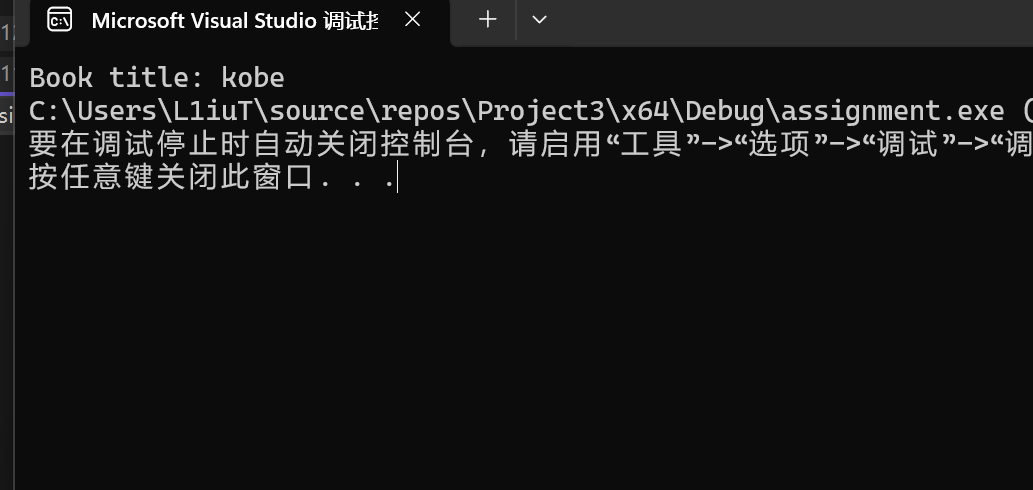 Microsoft Visual Studio 调试控
Book title: kobe
C:\Users\L1iuT\source\repos\Project3\x64\Debug\assignment.exe (
要在调试停止时自动关闭控制台，请启用“工具”->“选项”->“调试”->“调
按任意键关闭此窗口. . .